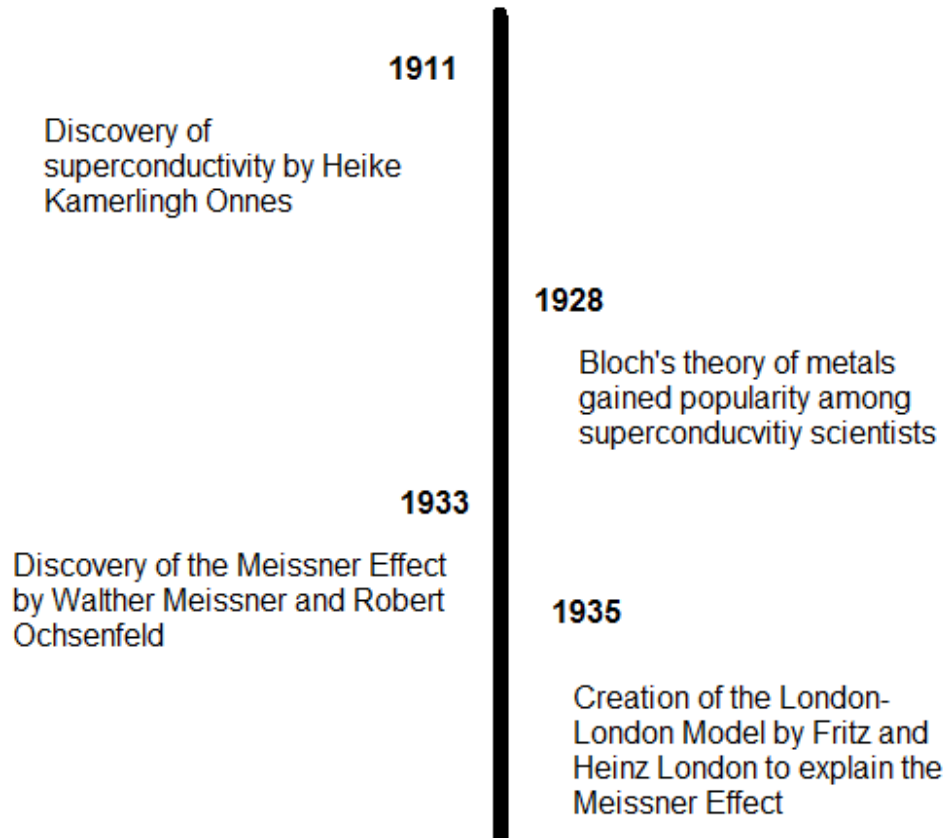 1911
Discovery of
superconductivity by Heike
Kamerlingh Onnes
1928
Bloch's theory of metals
gained popularity among
superconducvitiy scientists
1933
Discovery of the Meissner Effect
by Walther Meissner and Robert
Ochsenfeld
1935
Creation of the London-
London Model by Fritz and
Heinz London to explain the
Meissner Effect